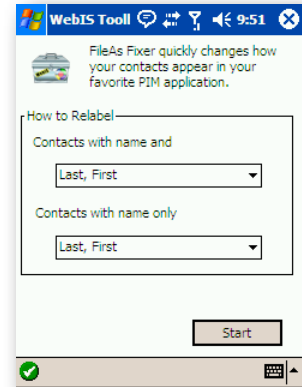 WebIS Tooll 9:51
FileAs Fixer quickly changes how
your contacts appear in your
favorite PIM application.
How to Relabel
Contacts with name and
Last, First
Contacts with name only
Last, First
Start